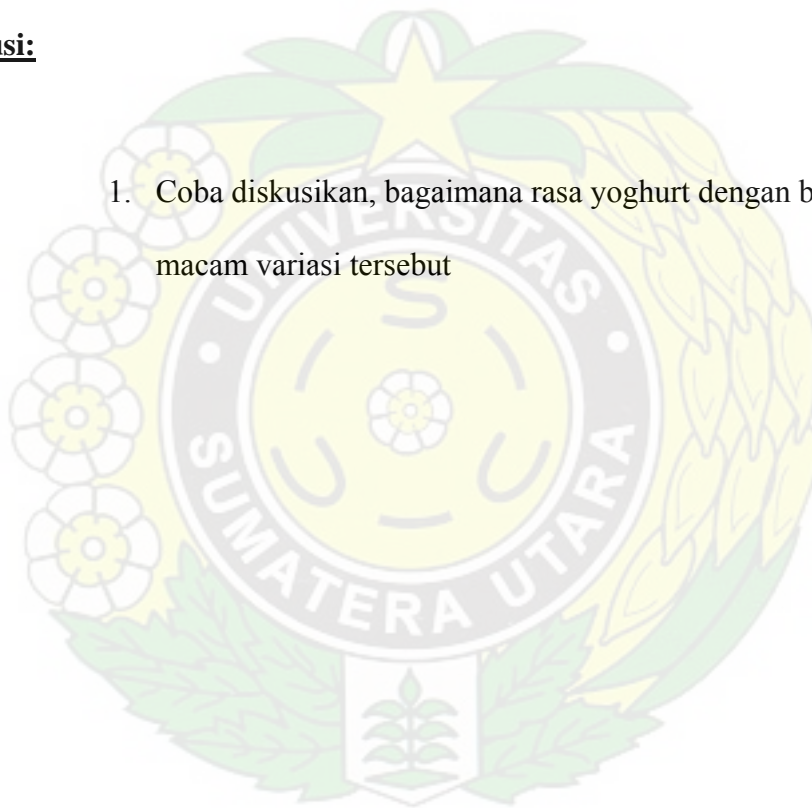 usi:
1. Coba diskusikan, bagaimana rasa yoghurt dengan b
macam variasi tersebut
UNIVERSITAS
SUMATERA UTARA